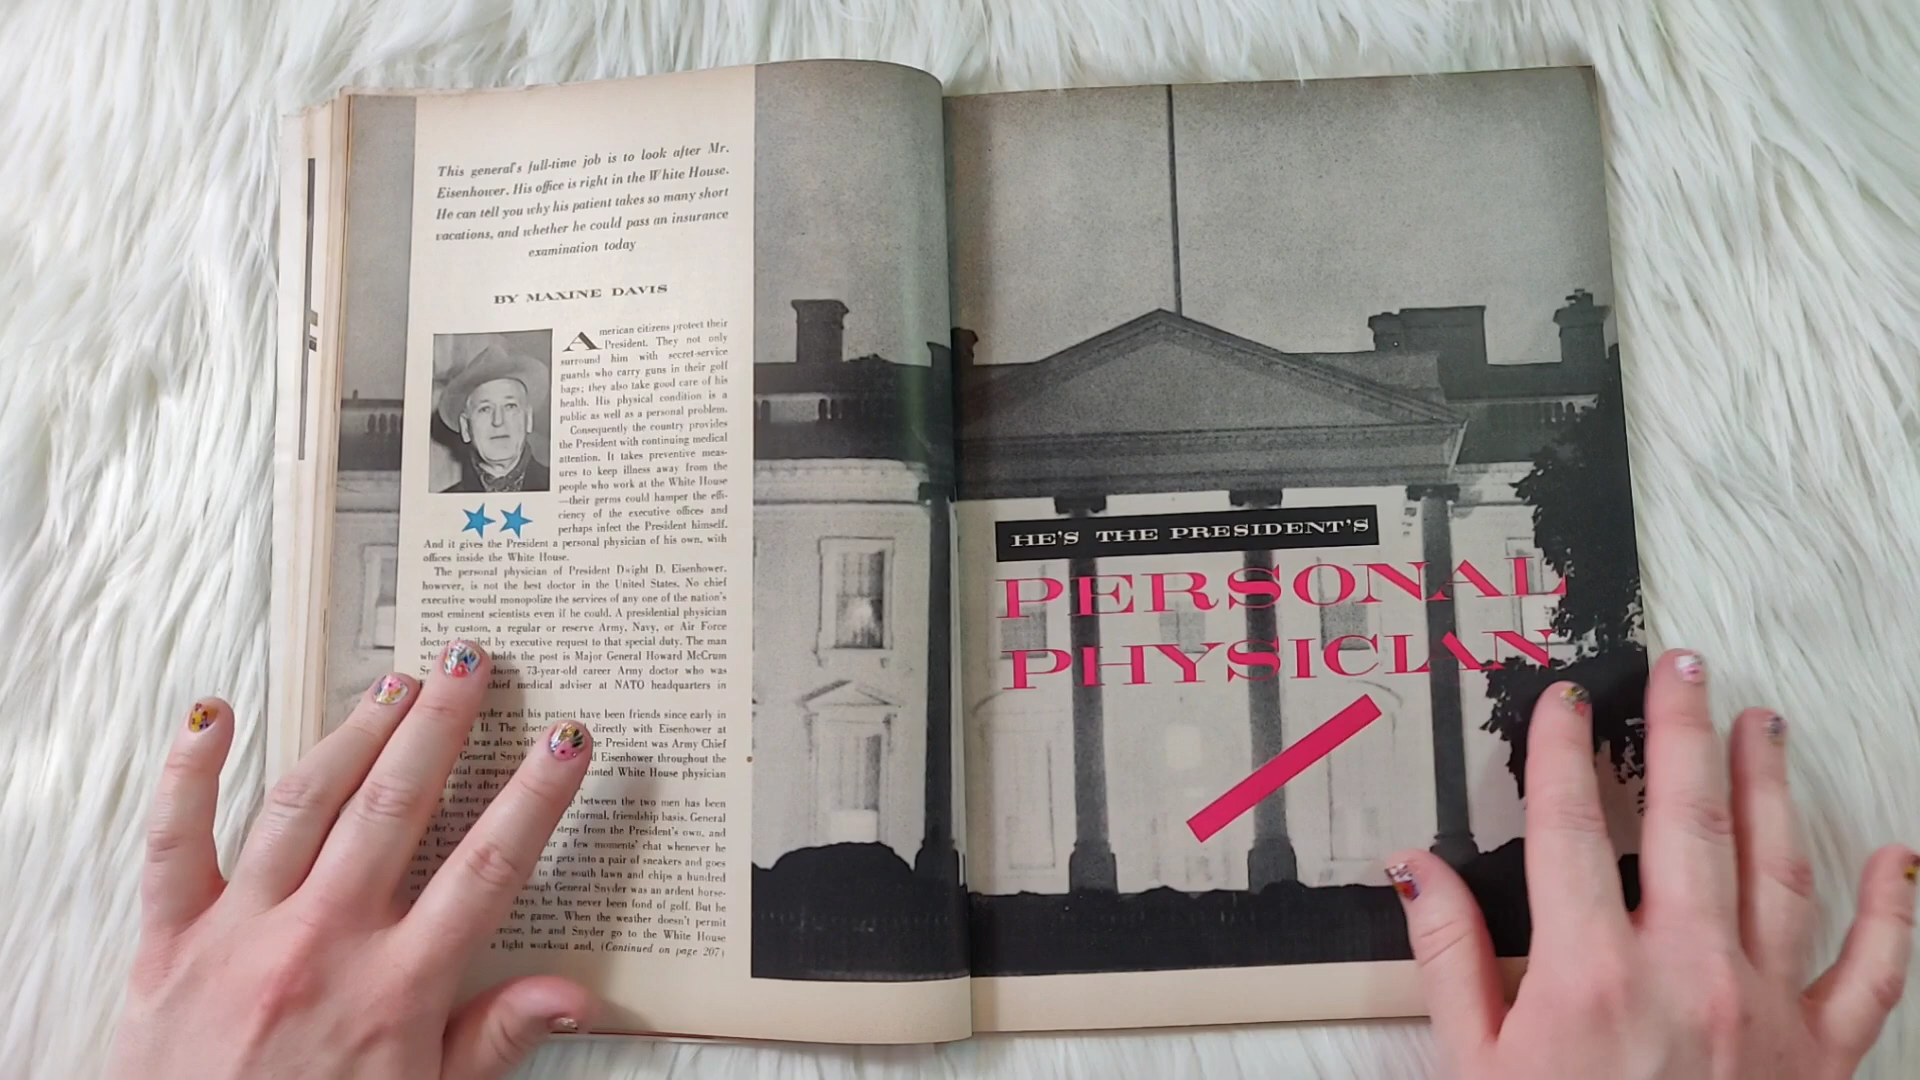 This general's full-time job is to look after Mr.
Eisenhower. His office is right in the White House.
He can tell you why his patient takes so many short
vacations, and whether he could pass an insurance
examination today
BY MAXINE DAVIS
American citizens protect their
President. They not only
surround him with secret-service
guards who carry guns in their golf
bags; they also take good care of his
health. His physical condition is a
public as well as a personal problem.
Consequently the country provides
the President with continuing medical
attention. It takes preventive meas-
ures to keep illness away from the
people who work at the White House
—their germs could hamper the effi-
ciency of the executive offices and
perhaps infect the President himself.
And it gives the President a personal physician of his own, with
offices inside the White House.
The personal physician of President Dwight D. Eisenhower,
however, is not the best doctor in the United States. No chief
executive would monopolize the services of any one of the nation's
most eminent scientists even if he could. A presidential physician
is, by custom, a regular or reserve Army, Navy, or Air Force
doctor by executive request to that special duty. The man
holds the post is Major General Howard McCrum
73-year-old career Army doctor who was
chief medical adviser at NATO headquarters in
and his patient have been friends since early in
II. The directly with Eisenhower at
was also with the President was Army Chief
General Eisenhower throughout the
White House physician
after
between the two men has been
informal, friendship basis. General
steps from the President's own, and
a few moments' chat whenever he
gets into a pair of sneakers and goes
to the south lawn and chips a hundred
General Snyder was an ardent horse-
days, he has never been fond of golf. But he
the game. When the weather doesn't permit
he and Snyder go to the White House
a light workout and, (Continued on page 207)
HE'S THE PRESIDENT'S
PERSONAL
PHYSICIAN